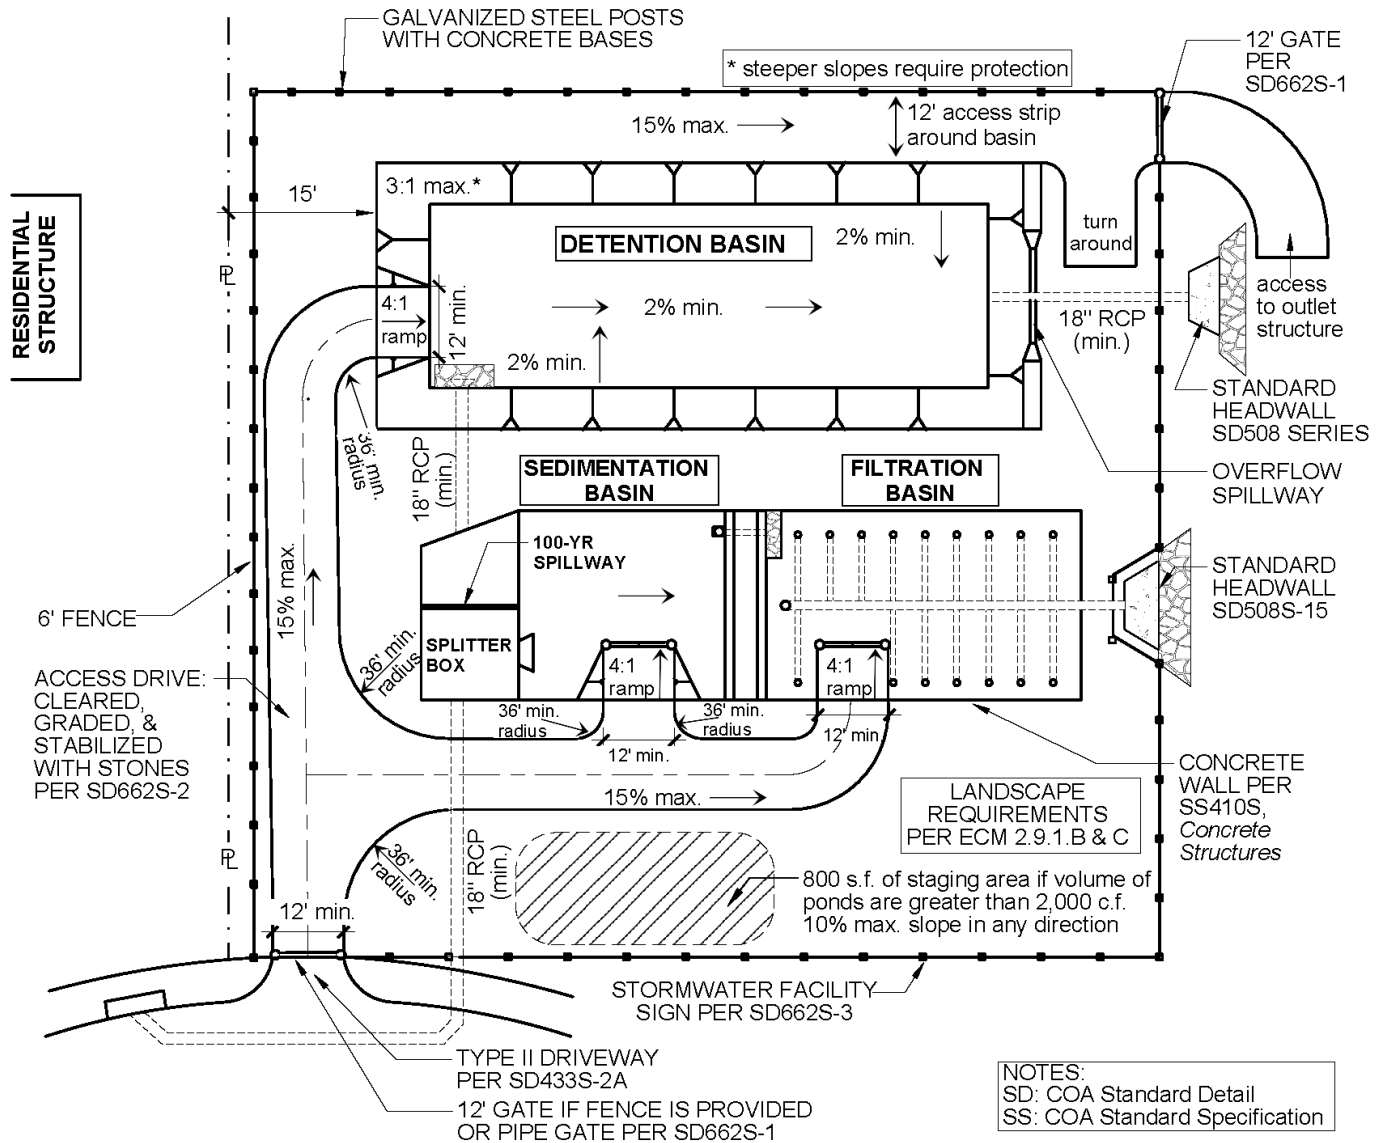 GALVANIZED STEEL POSTS
WITH CONCRETE BASES
* steeper slopes require protection
12' GATE
PER
SD662S-1
15% max.
12' access strip
around basin
RESIDENTIAL
STRUCTURE
15'
3:1 max.*
DETENTION BASIN
2% min.
turn
around
PL
4:1
ramp
12' min.
2% min.
2% min.
18" RCP
(min.)
access
to outlet
structure
STANDARD
HEADWALL
SD508 SERIES
36' min.
radius
18" RCP
(min.)
SEDIMENTATION
BASIN
FILTRATION
BASIN
OVERFLOW
SPILLWAY
100-YR
SPILLWAY
STANDARD
HEADWALL
SD508S-15
15% max.
6' FENCE
SPLITTER
BOX
36' min.
radius
4:1
ramp
4:1
ramp
ACCESS DRIVE:
CLEARED,
GRADED, &
STABILIZED
WITH STONES
PER SD662S-2
36' min.
radius
36' min.
radius
12' min.
12' min.
CONCRETE
WALL PER
SS410S,
Concrete
Structures
15% max.
LANDSCAPE
REQUIREMENTS
PER ECM 2.9.1.B & C
PL
36' min.
radius
18" RCP
(min.)
800 s.f. of staging area if volume of
ponds are greater than 2,000 c.f.
10% max. slope in any direction
12' min.
STORMWATER FACILITY
SIGN PER SD662S-3
TYPE II DRIVEWAY
PER SD433S-2A
12' GATE IF FENCE IS PROVIDED
OR PIPE GATE PER SD662S-1
NOTES:
SD: COA Standard Detail
SS: COA Standard Specification